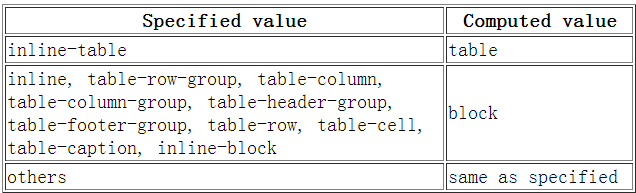 Specified value Computed value
inline-table table
inline, table-row-group, table-column,
table-column-group, table-header-group,
table-footer-group, table-row, table-cell,
table-caption, inline-block
block
others same as specified